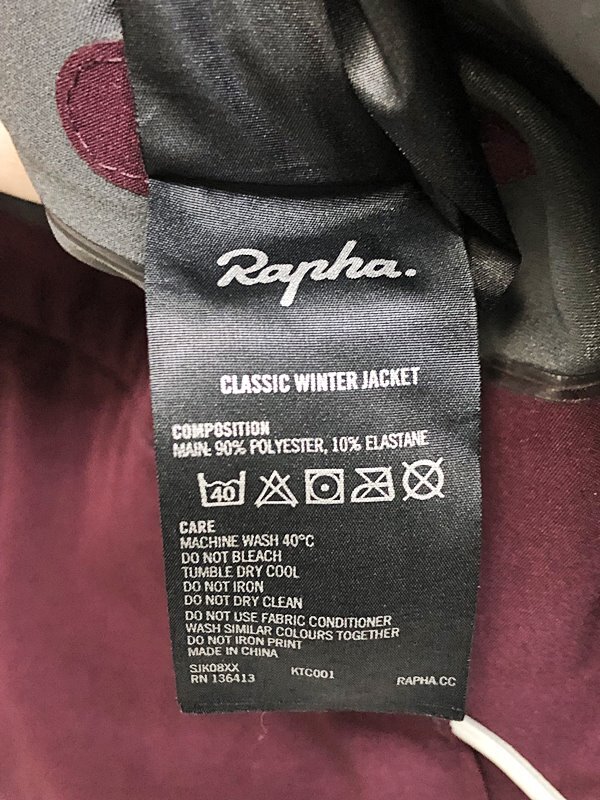 Rapha.
CLASSIC WINTER JACKET
COMPOSITION
MAIN: 90% POLYESTER, 10% ELASTANE
40
CARE
MACHINE WASH 40°C
DO NOT BLEACH
TUMBLE DRY COOL
DO NOT IRON
DO NOT DRY CLEAN
DO NOT USE FABRIC CONDITIONER
WASH SIMILAR COLOURS TOGETHER
DO NOT IRON PRINT
MADE IN CHINA
SJK08XX KTC001
RN 136413 RAPHA.CC